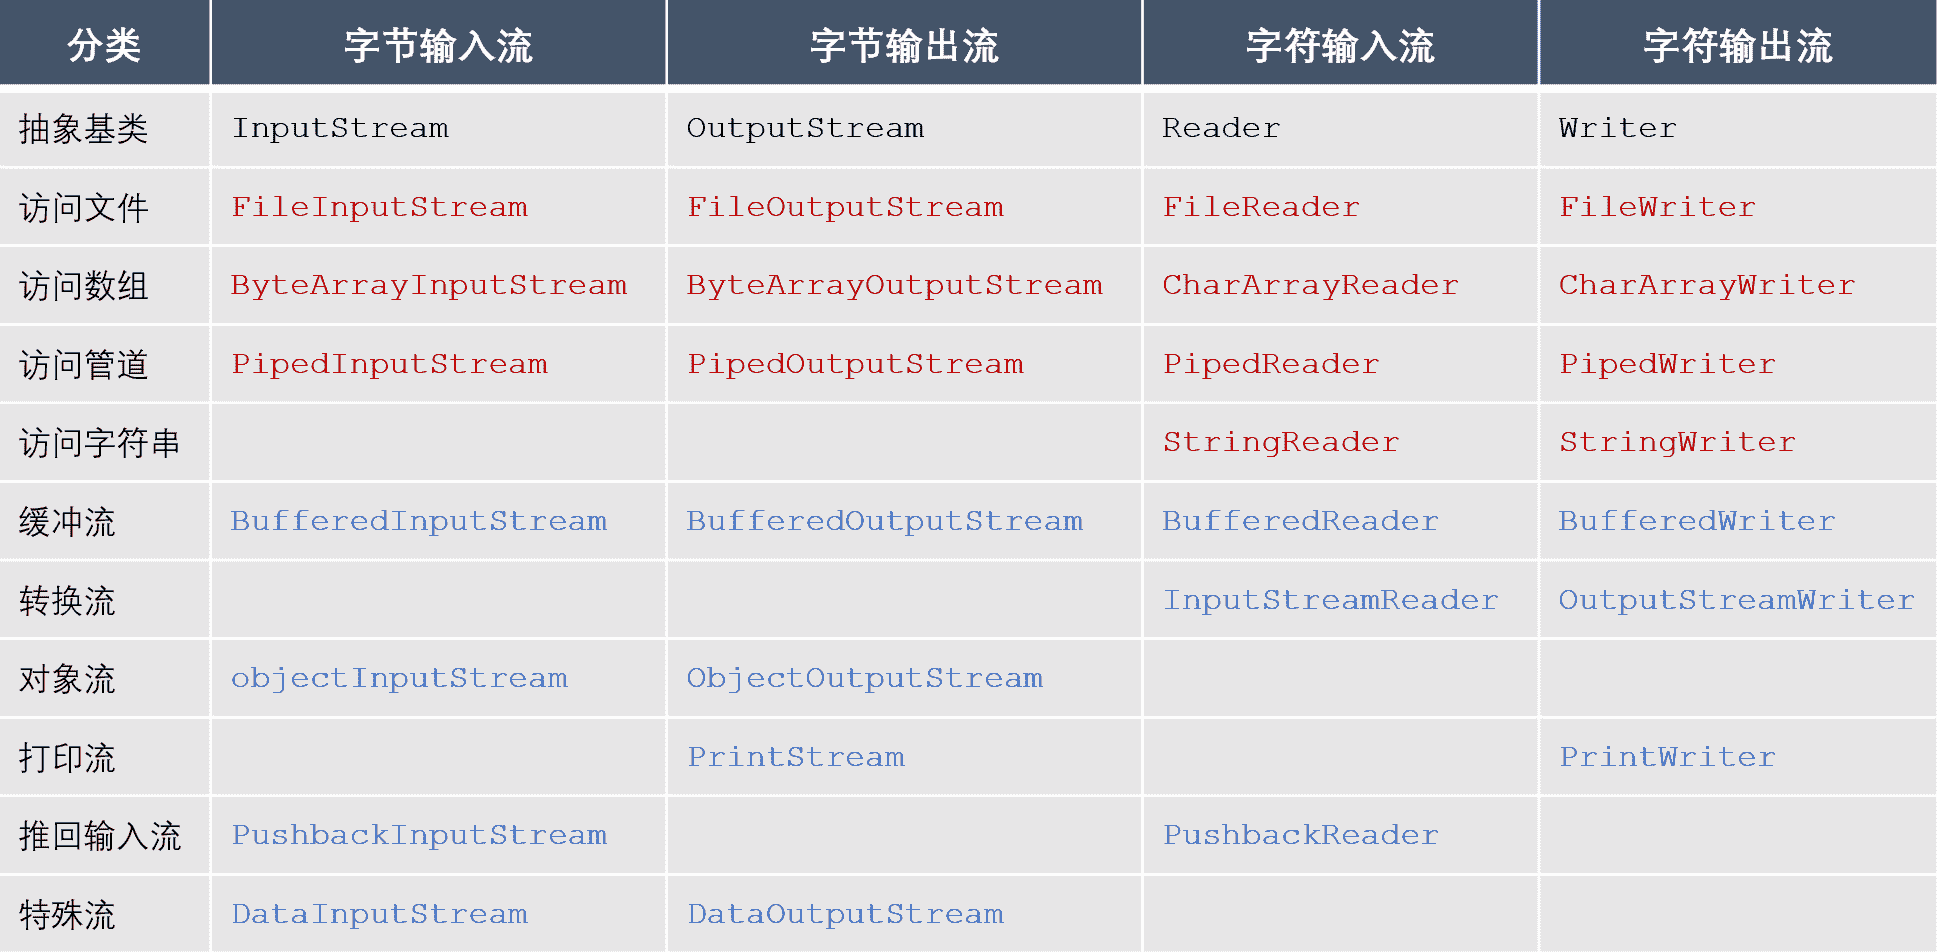 分类 字节输入流 字节输出流 字符输入流 字符输出流
抽象基类 InputStream OutputStream Reader Writer
访问文件 FileInputStream FileOutputStream FileReader FileWriter
访问数组 ByteArrayInputStream ByteArrayOutputStream CharArrayReader CharArrayWriter
访问管道 PipedInputStream PipedOutputStream PipedReader PipedWriter
访问字符串 StringReader StringWriter
缓冲流 BufferedInputStream BufferedOutputStream BufferedReader BufferedWriter
转换流 InputStreamReader OutputStreamWriter
对象流 objectInputStream ObjectOutputStream
打印流 PrintStream PrintWriter
推回输入流 PushbackInputStream PushbackReader
特殊流 DataInputStream DataOutputStream